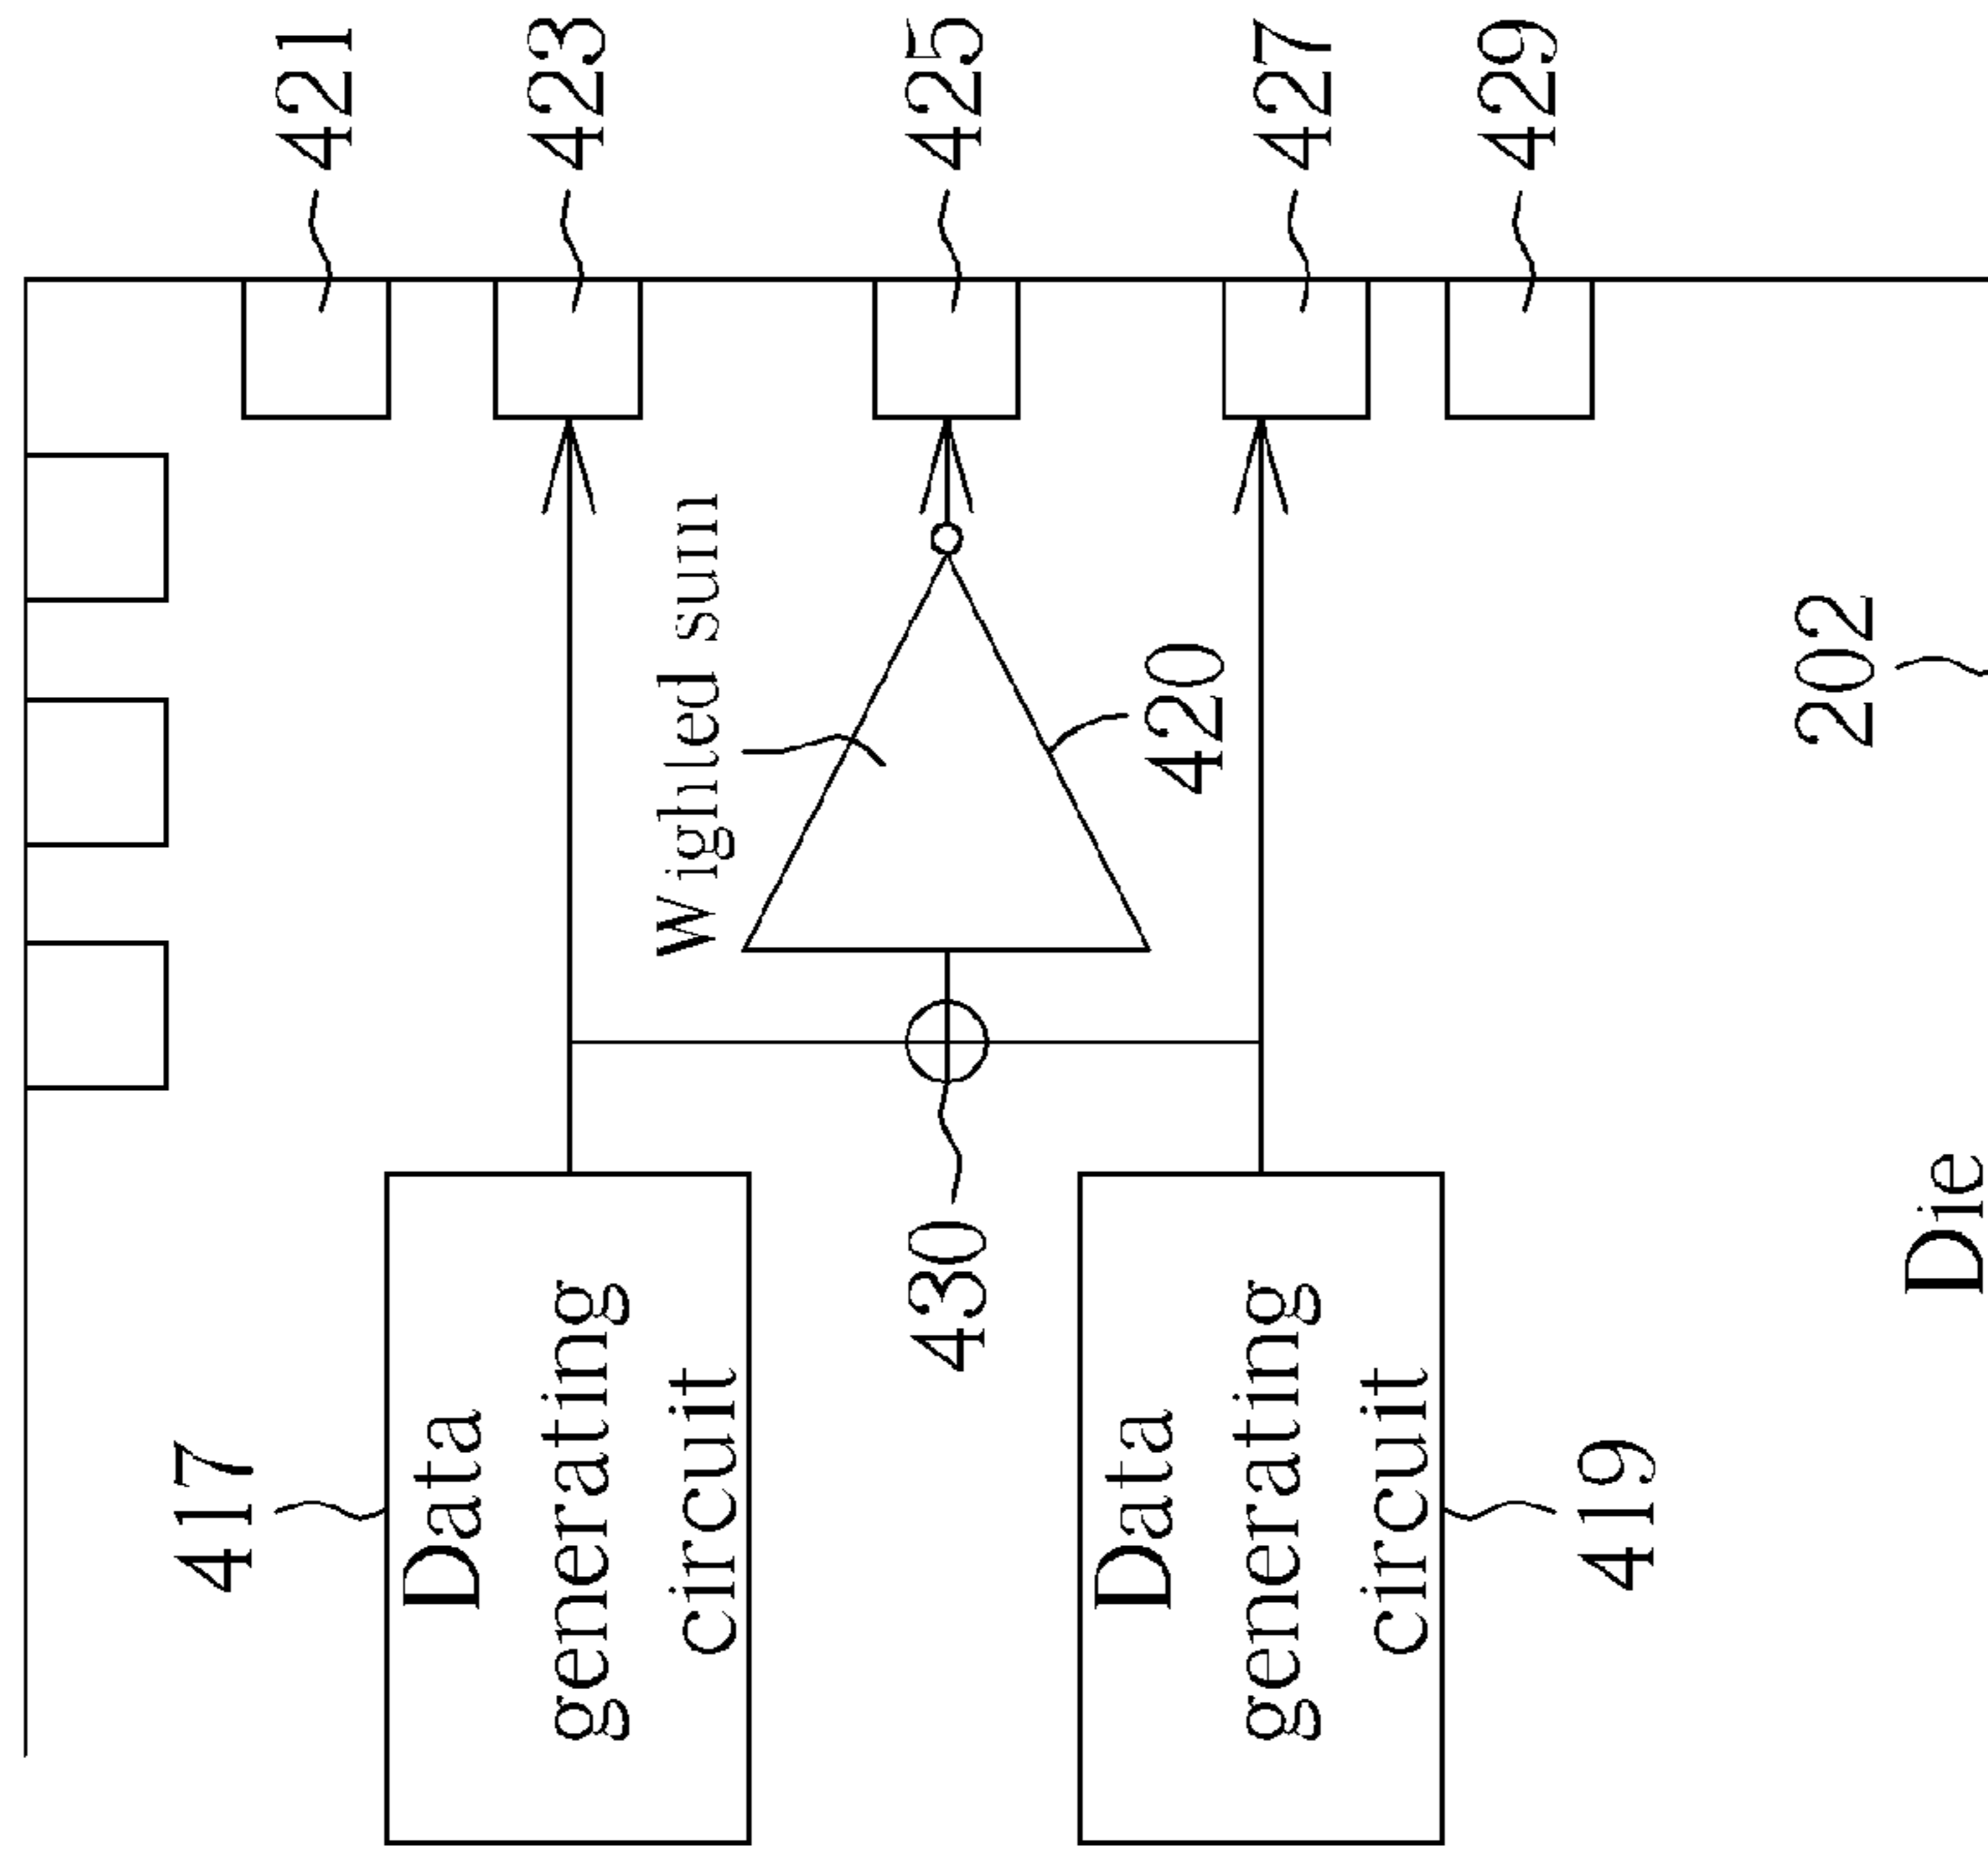 421
423
425
427
429
Wighted sum
420
202
430
417
Data
generating
circuit
Data
generating
circuit
419
Die